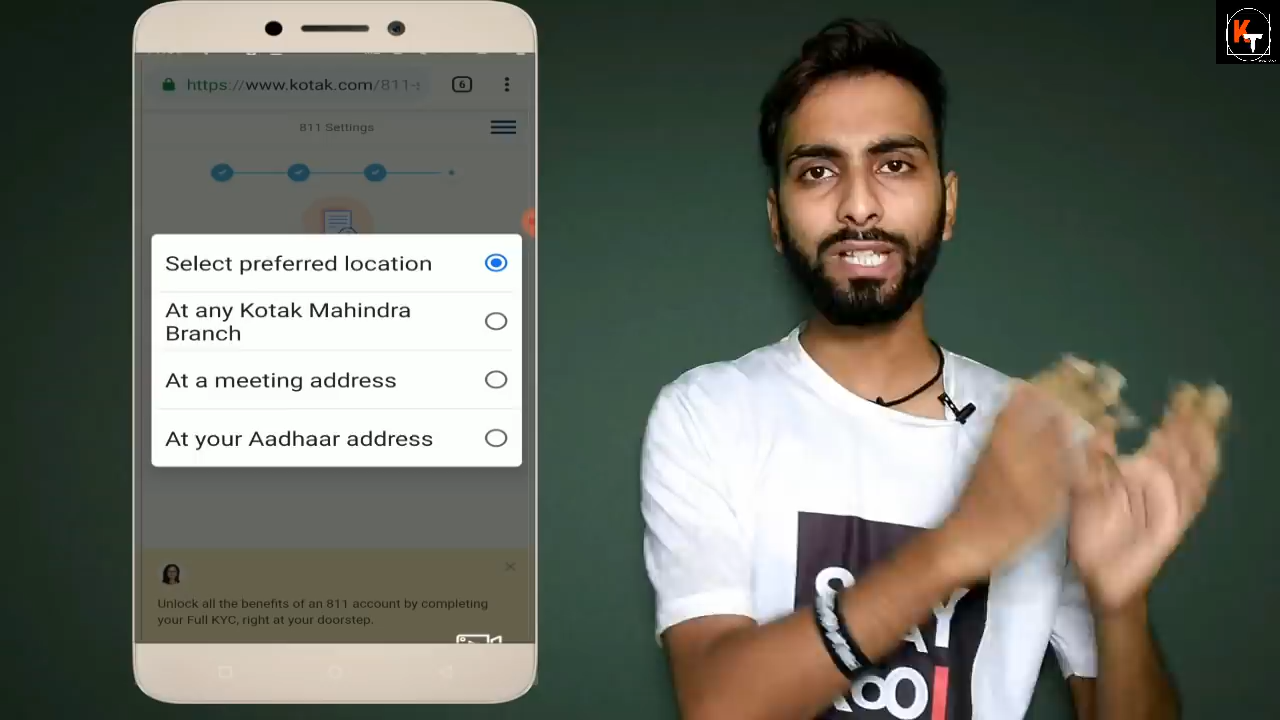 KT
https://www.kotak.com/811-
6
811 Settings
Select preferred location
At any Kotak Mahindra
Branch
At a meeting address
At your Aadhaar address
Unlock all the benefits of an 811 account by completing
your Full KYC, right at your doorstep.